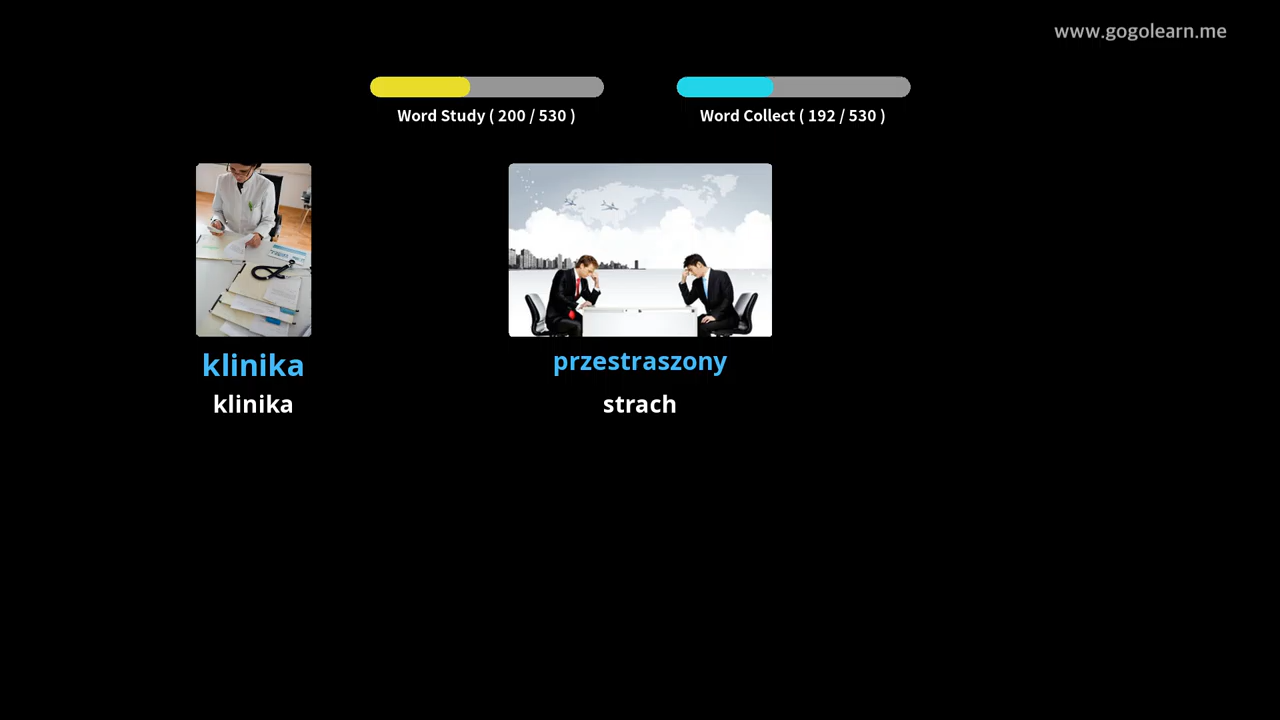 www.gogolearn.me
Word Study ( 200 / 530 )
Word Collect ( 192 / 530 )
klinika
klinika
przestraszony
strach